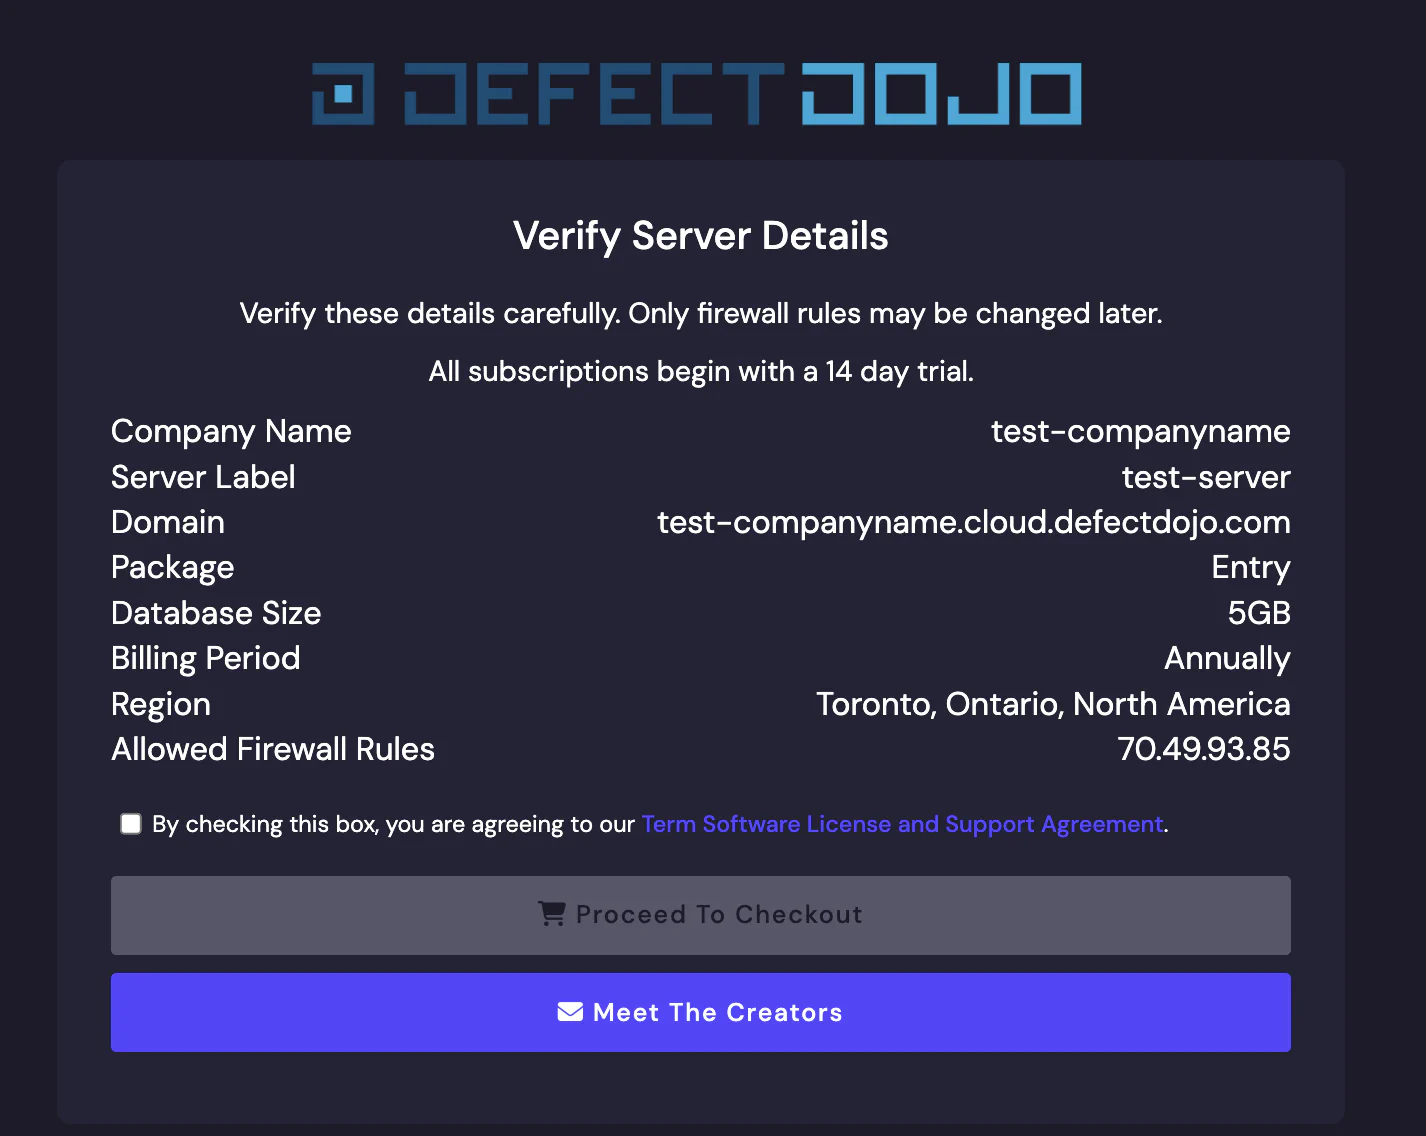 DEFECTDOJO
Verify Server Details
Verify these details carefully. Only firewall rules may be changed later.
All subscriptions begin with a 14 day trial.
Company Name test-companyname
Server Label test-server
Domain test-companyname.cloud.defectdojo.com
Package Entry
Database Size 5GB
Billing Period Annually
Region Toronto, Ontario, North America
Allowed Firewall Rules 70.49.93.85
By checking this box, you are agreeing to our Term Software License and Support Agreement.
Proceed To Checkout
Meet The Creators